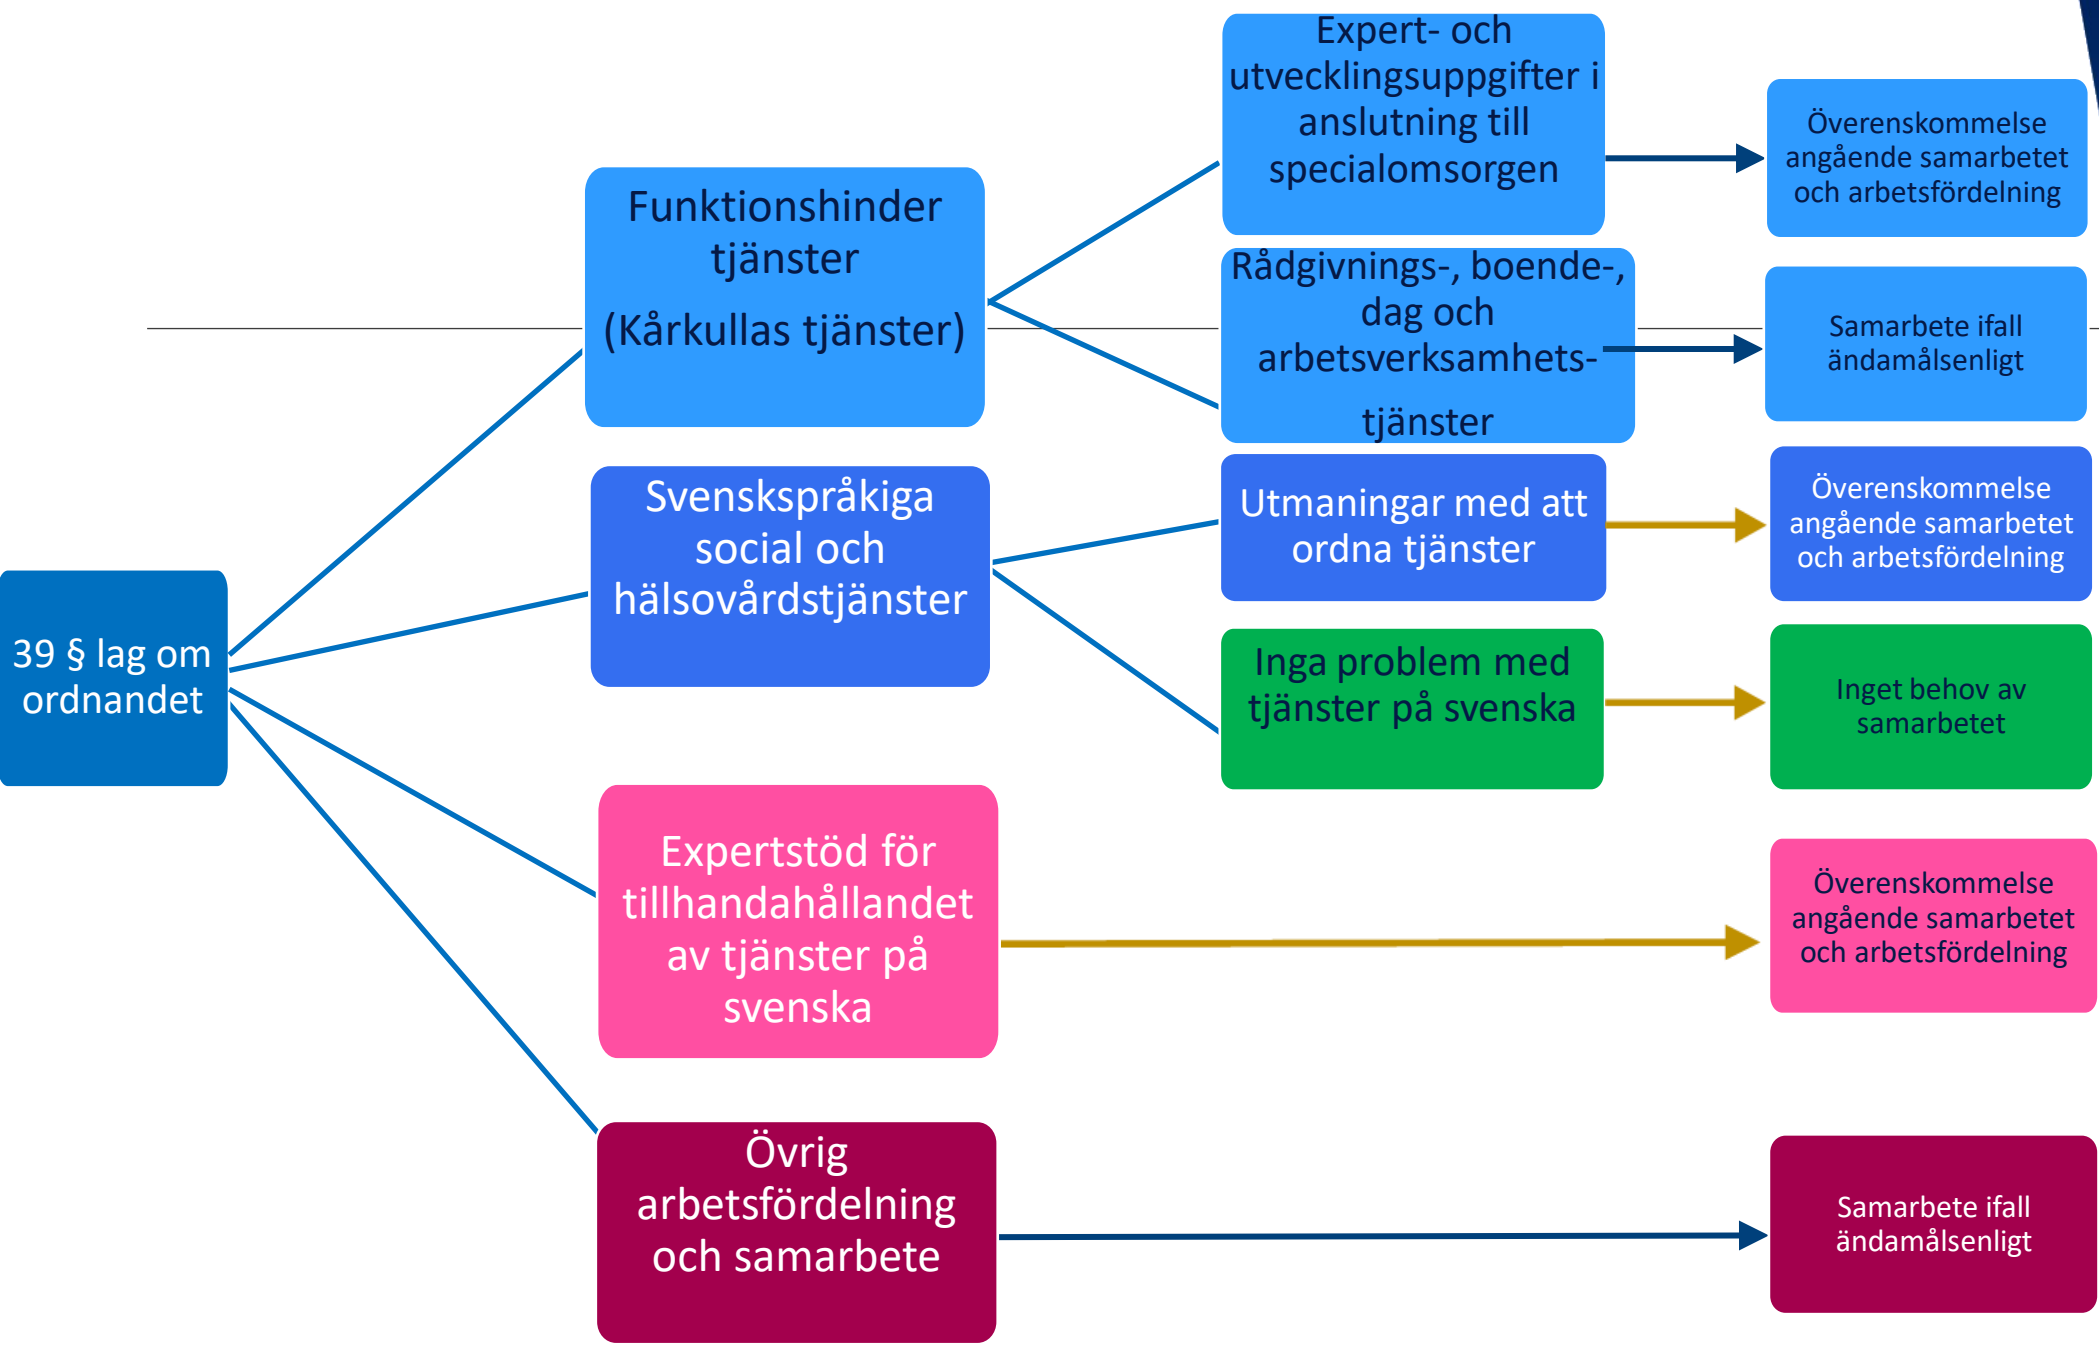 39 § lag om
ordnandet
Funktionshinder
tjänster
(Kårkullas tjänster)
Expert- och
utvecklingsuppgifter i
anslutning till
specialomsorgen
Överenskommelse
angående samarbetet
och arbetsfördelning
Rådgivnings-, boende-,
dag och
arbetsverksamhets-
tjänster
Samarbete ifall
ändamålsenligt
Svenskspråkiga
social och
hälsovårdstjänster
Utmaningar med att
ordna tjänster
Överenskommelse
angående samarbetet
och arbetsfördelning
Inga problem med
tjänster på svenska
Inget behov av
samarbetet
Expertstöd för
tillhandahållandet
av tjänster på
svenska
Överenskommelse
angående samarbetet
och arbetsfördelning
Övrig
arbetsfördelning
och samarbete
Samarbete ifall
ändamålsenligt